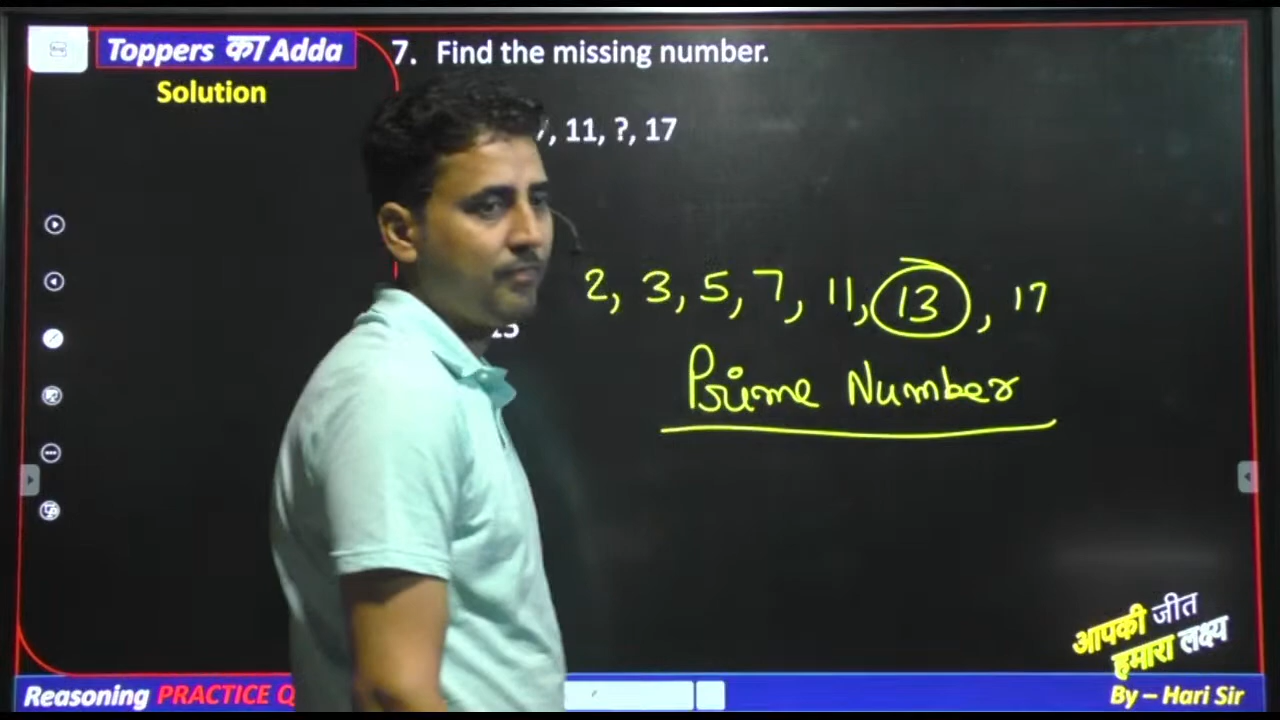 Toppers का Adda
Solution
7. Find the missing number.
, 11, ?, 17
2, 3, 5, 7, 11, 13, 17
Prime Number
आपकी जीत
हमारा लक्ष्य
Reasoning PRACTICE Q
By – Hari Sir